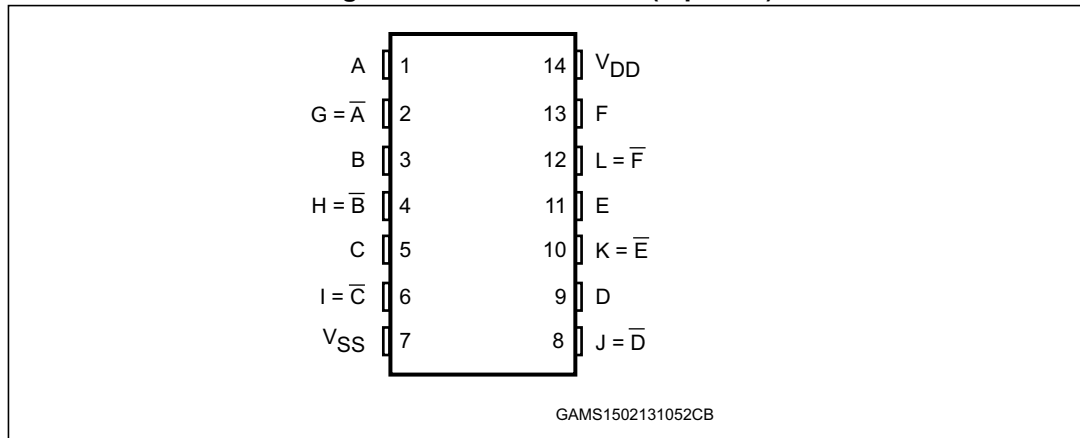 A 1 14 VDD
G = A̅ 2 13 F
B 3 12 L = F̅
H = B̅ 4 11 E
C 5 10 K = E̅
I = C̅ 6 9 D
VSS 7 8 J = D̅
GAMS1502131052CB